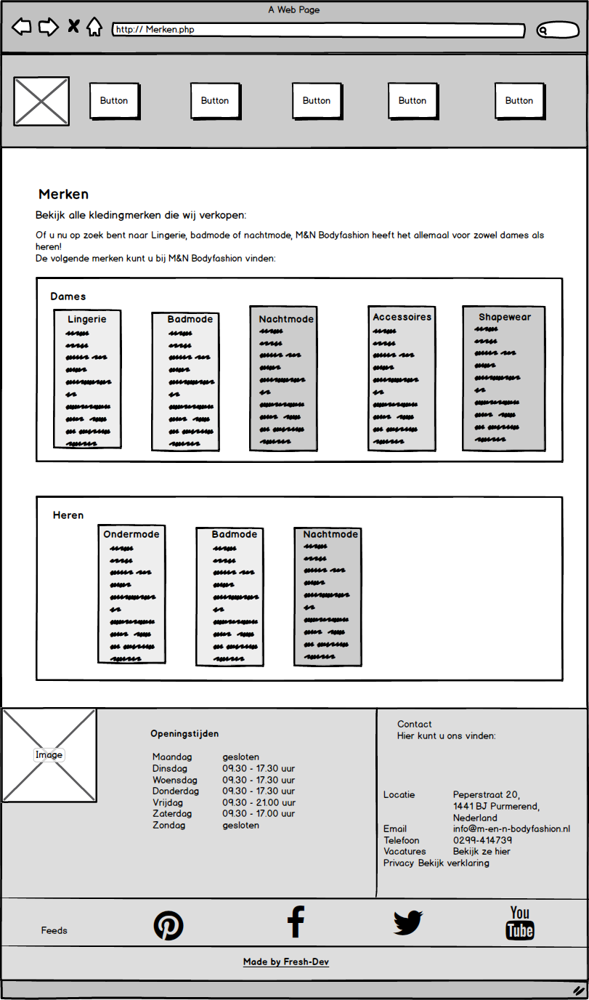 A Web Page
http:// Merken.php
Button
Button
Button
Button
Button
Merken
Bekijk alle kledingmerken die wij verkopen:
Of u nu op zoek bent naar Lingerie, badmode of nachtmode, M&N Bodyfashion heeft het allemaal voor zowel dames als
heren!
De volgende merken kunt u bij M&N Bodyfashion vinden:
Dames
Lingerie
Badmode
Nachtmode
Accessoires
Shapewear
Heren
Ondermode
Badmode
Nachtmode
Image
Openingstijden
Maandag gesloten
Dinsdag 09.30 - 17.30 uur
Woensdag 09.30 - 17.30 uur
Donderdag 09.30 - 17.30 uur
Vrijdag 09.30 - 21.00 uur
Zaterdag 09.30 - 17.00 uur
Zondag gesloten
Contact
Hier kunt u ons vinden:
Locatie Peperstraat 20,
1441 BJ Purmerend,
Nederland
Email info@m-en-n-bodyfashion.nl
Telefoon 0299-414739
Vacatures Bekijk ze hier
Privacy Bekijk verklaring
Feeds
You
Tube
Made by Fresh-Dev